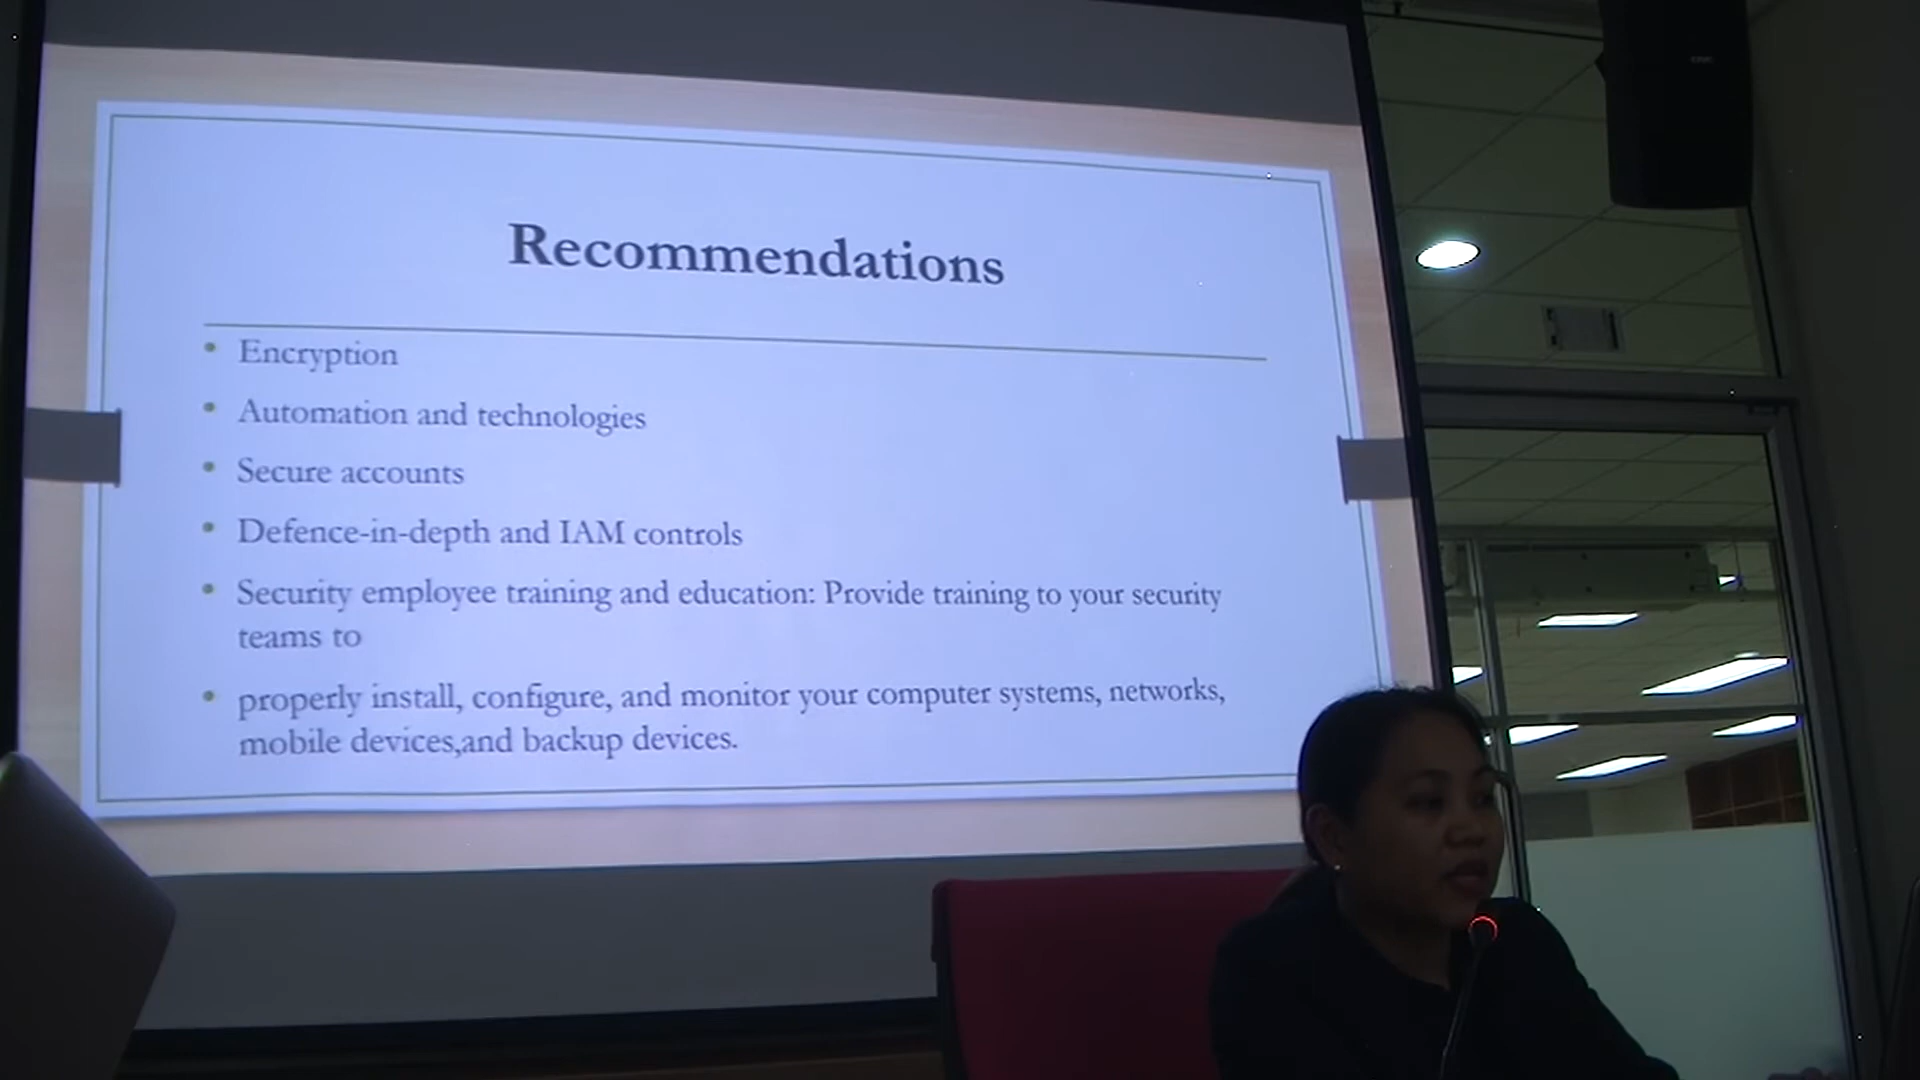 Recommendations
• Encryption
• Automation and technologies
• Secure accounts
• Defence-in-depth and IAM controls
• Security employee training and education: Provide training to your security
teams to
• properly install, configure, and monitor your computer systems, networks,
mobile devices,and backup devices.